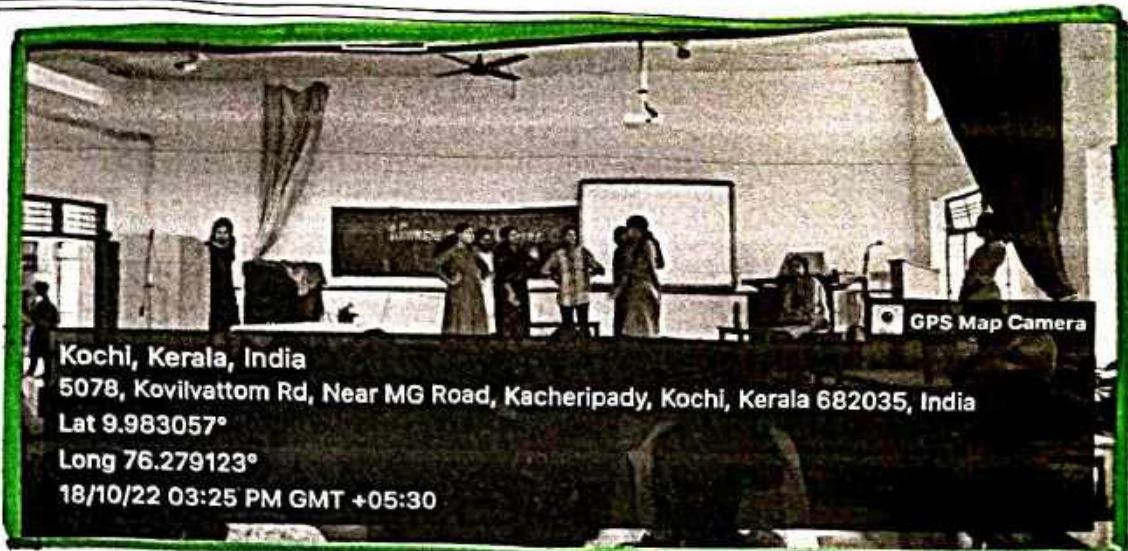 GPS Map Camera
Kochi, Kerala, India
5078, Kovilvattom Rd, Near MG Road, Kacheripady, Kochi, Kerala 682035, India
Lat 9.983057°
Long 76.279123°
18/10/22 03:25 PM GMT +05:30